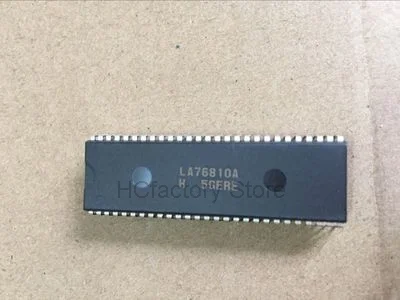 LA76810A
H 5GERE
HCfactory Store